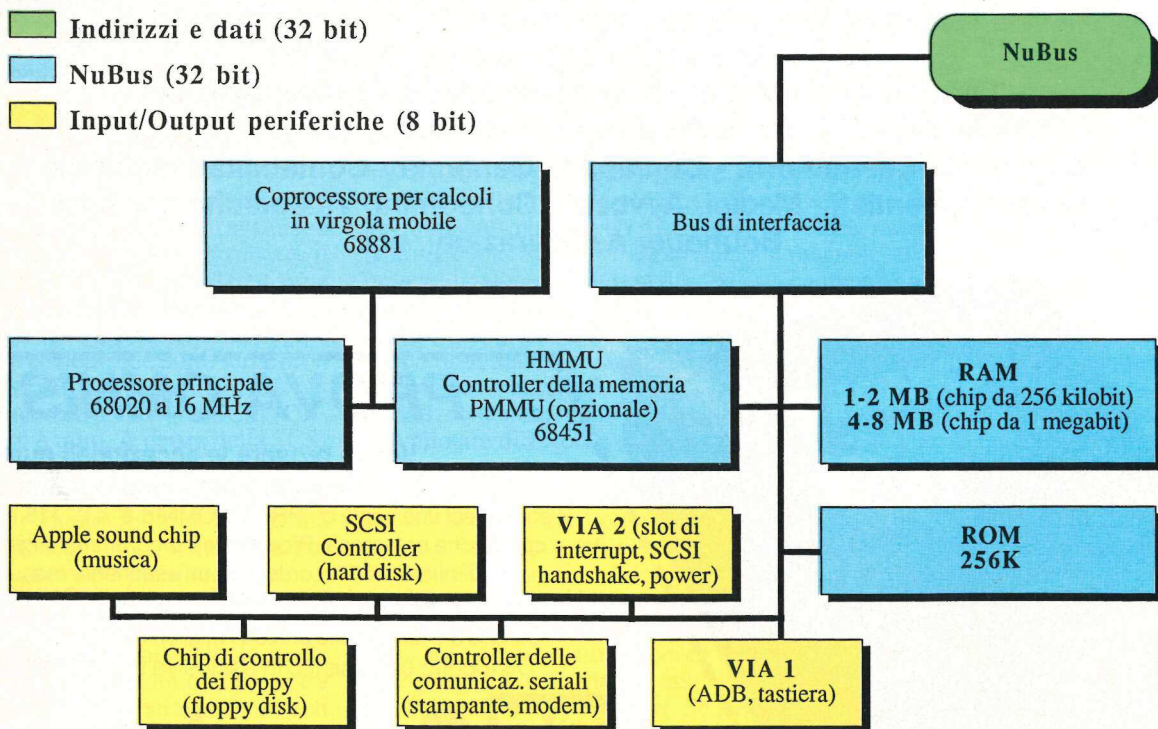 Indirizzi e dati (32 bit)
NuBus (32 bit)
Input/Output periferiche (8 bit)
NuBus
Coprocessore per calcoli
in virgola mobile
68881
Bus di interfaccia
Processore principale
68020 a 16 MHz
HMMU
Controller della memoria
PMMU (opzionale)
68451
RAM
1-2 MB (chip da 256 kilobit)
4-8 MB (chip da 1 megabit)
Apple sound chip
(musica)
SCSI
Controller
(hard disk)
VIA 2 (slot di
interrupt, SCSI
handshake, power)
ROM
256K
Chip di controllo
dei floppy
(floppy disk)
Controller delle
comunicaz. seriali
(stampante, modem)
VIA 1
(ADB, tastiera)